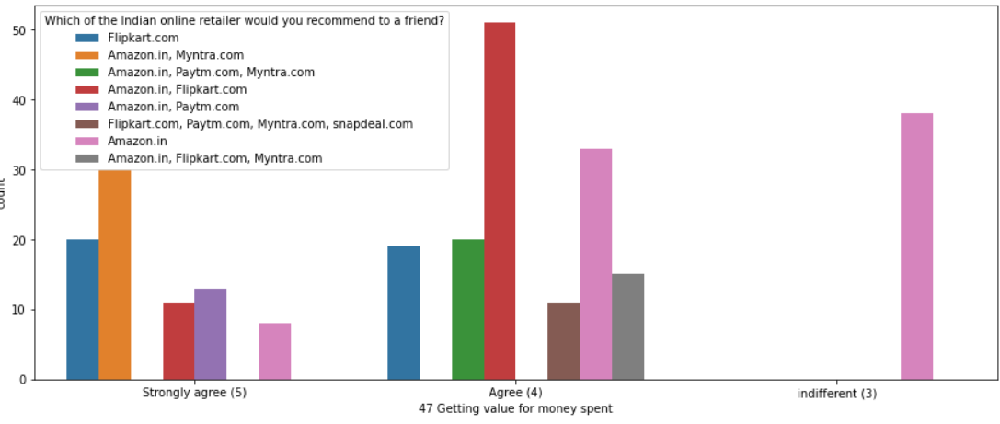 Which of the Indian online retailer would you recommend to a friend?
Flipkart.com
Amazon.in, Myntra.com
Amazon.in, Paytm.com, Myntra.com
Amazon.in, Flipkart.com
Amazon.in, Paytm.com
Flipkart.com, Paytm.com, Myntra.com, snapdeal.com
Amazon.in
Amazon.in, Flipkart.com, Myntra.com
50
40
30
20
10
0
count
Strongly agree (5)
Agree (4)
indifferent (3)
47 Getting value for money spent